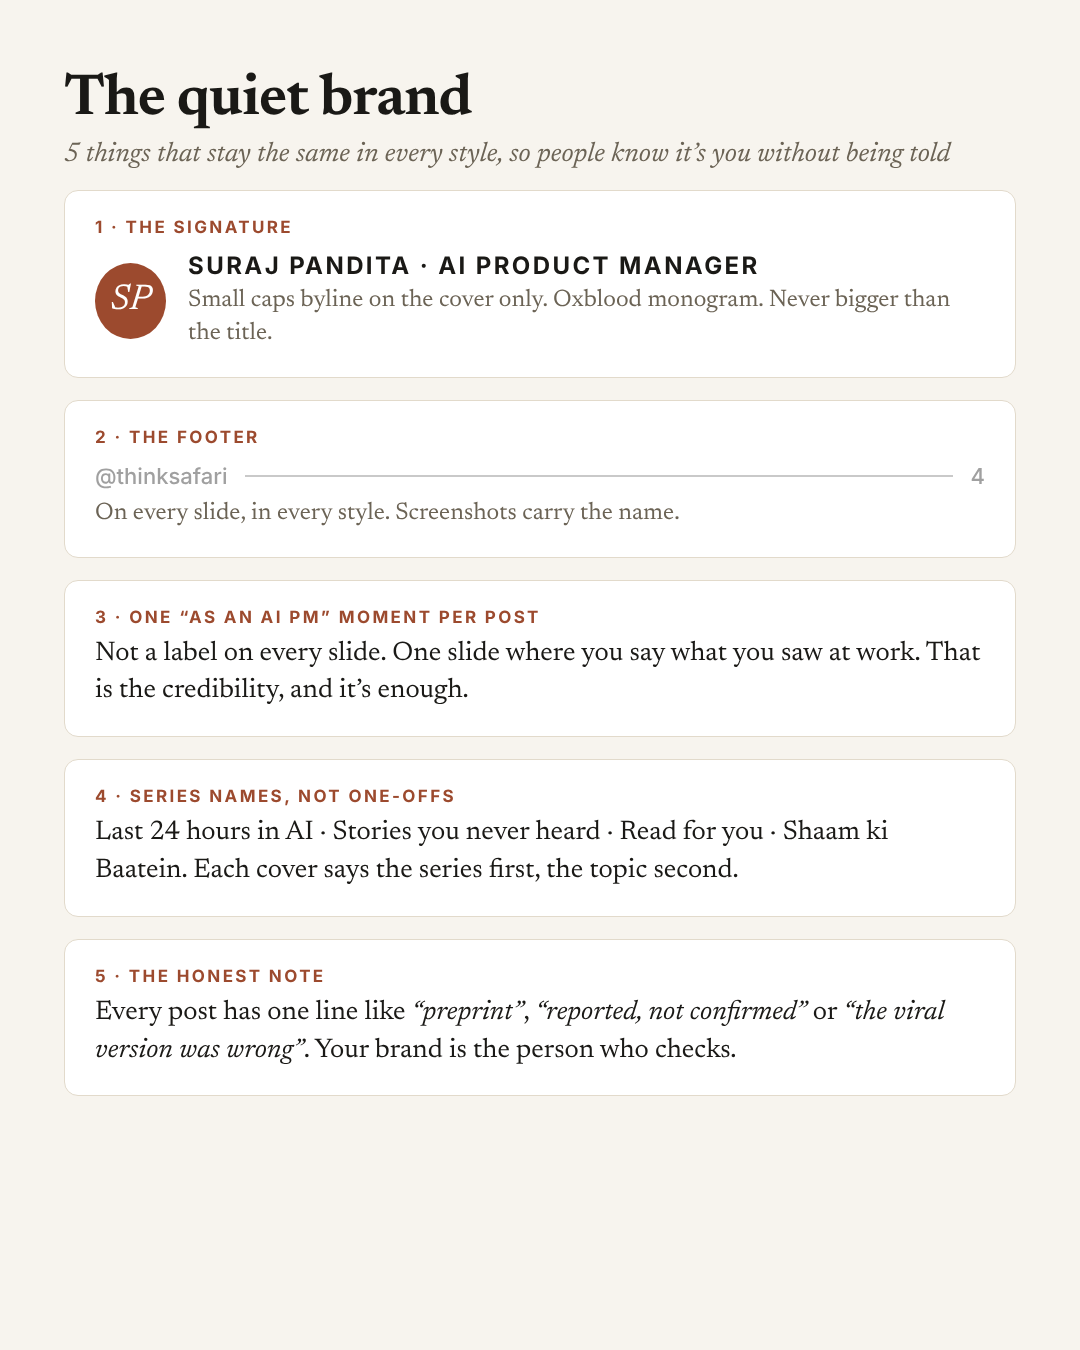 The quiet brand
5 things that stay the same in every style, so people know it’s you without being told
1 · THE SIGNATURE
SP
SURAJ PANDITA · AI PRODUCT MANAGER
Small caps byline on the cover only. Oxblood monogram. Never bigger than
the title.
2 · THE FOOTER
@thinksafari 4
On every slide, in every style. Screenshots carry the name.
3 · ONE “AS AN AI PM” MOMENT PER POST
Not a label on every slide. One slide where you say what you saw at work. That
is the credibility, and it’s enough.
4 · SERIES NAMES, NOT ONE-OFFS
Last 24 hours in AI · Stories you never heard · Read for you · Shaam ki
Baatein. Each cover says the series first, the topic second.
5 · THE HONEST NOTE
Every post has one line like “preprint”, “reported, not confirmed” or “the viral
version was wrong”. Your brand is the person who checks.